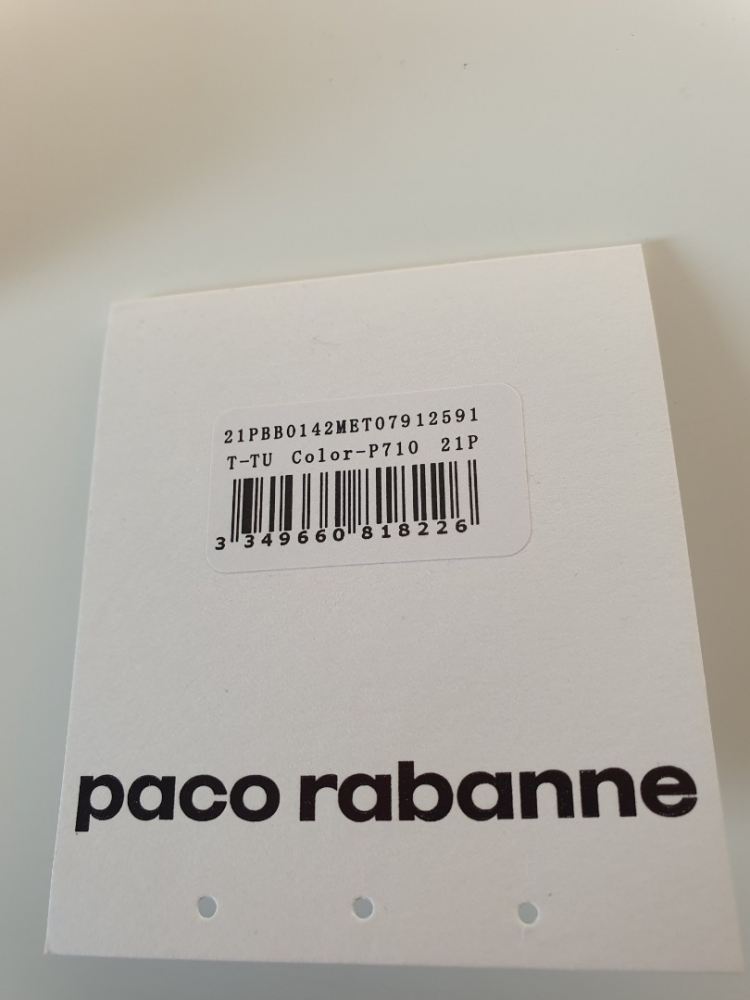 21PBB0142MET07912591
T-TU Color-P710 21P
3 349660 818226
paco rabanne